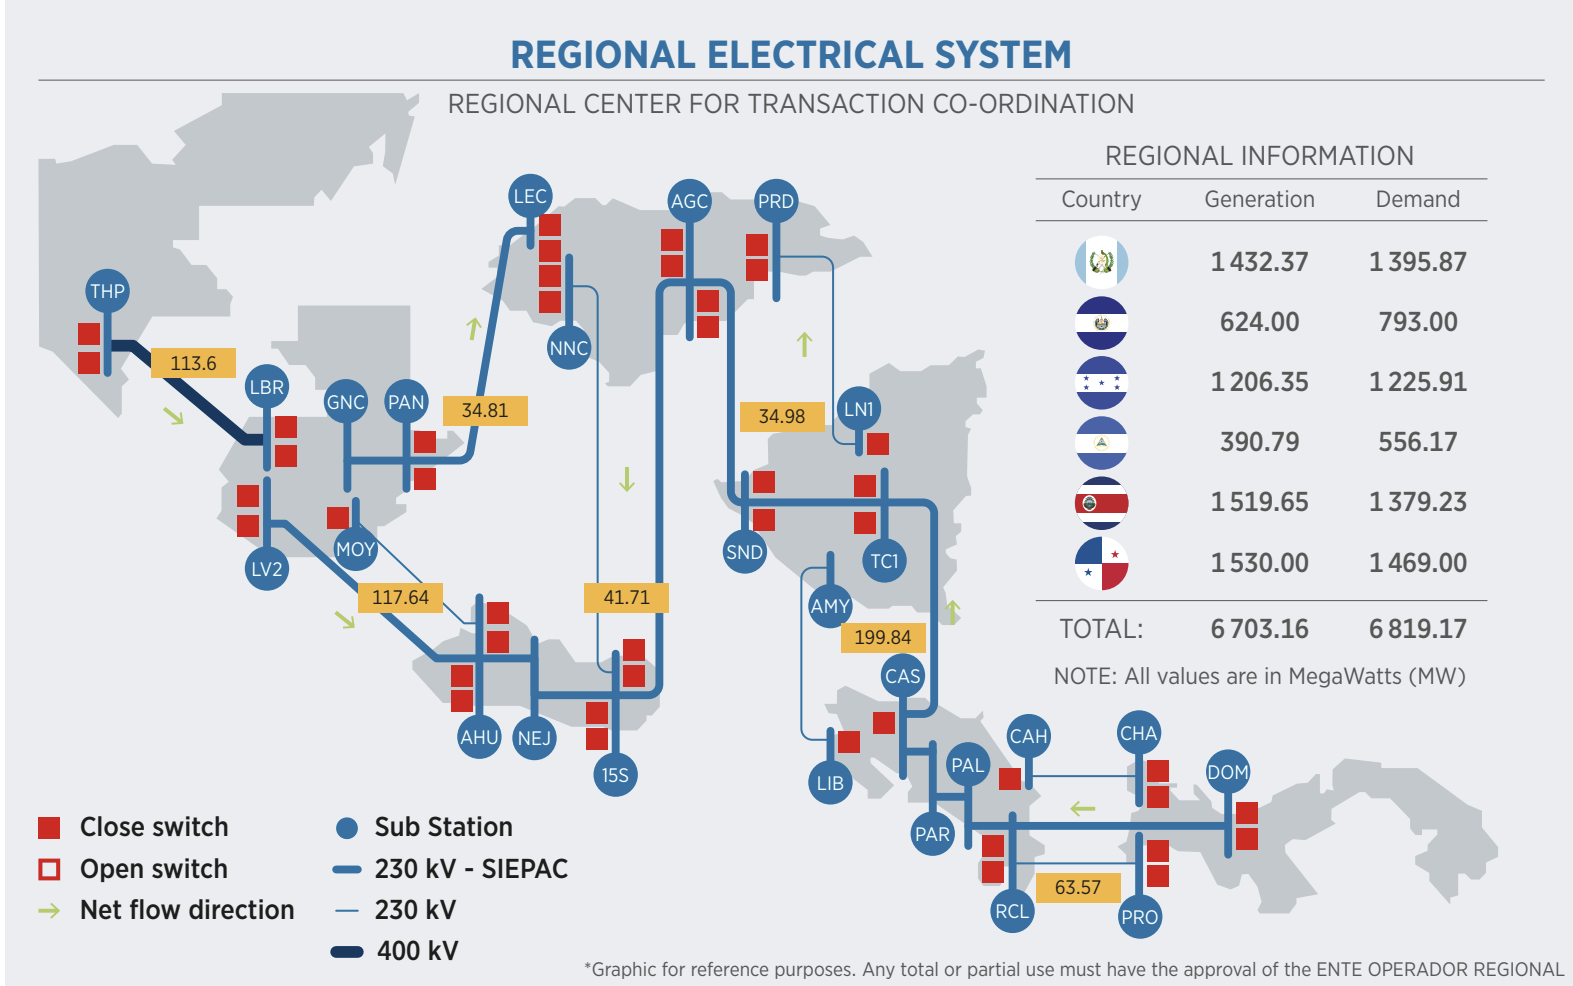 REGIONAL ELECTRICAL SYSTEM
REGIONAL CENTER FOR TRANSACTION CO-ORDINATION
REGIONAL INFORMATION
Country Generation Demand
1 432.37 1 395.87
624.00 793.00
1 206.35 1 225.91
390.79 556.17
1 519.65 1 379.23
1 530.00 1 469.00
TOTAL: 6 703.16 6 819.17
NOTE: All values are in MegaWatts (MW)
LEC
AGC
PRD
THP
NNC
113.6
LBR
GNC
PAN
34.81
34.98
LN1
MOY
LV2
SND
TC1
117.64
41.71
AMY
199.84
CAS
AHU
NEJ
15S
LIB
PAR
PAL
CAH
CHA
DOM
63.57
RCL
PRO
Close switch
Open switch
Net flow direction
Sub Station
230 kV - SIEPAC
230 kV
400 kV
*Graphic for reference purposes. Any total or partial use must have the approval of the ENTE OPERADOR REGIONAL